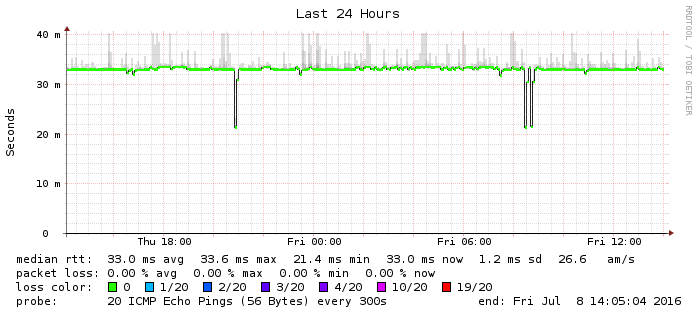 Last 24 Hours
RRDTOOL / TOBI OETIKER
Seconds
40 m
30 m
20 m
10 m
0
Thu 18:00 Fri 00:00 Fri 06:00 Fri 12:00
median rtt: 33.0 ms avg 33.6 ms max 21.4 ms min 33.0 ms now 1.2 ms sd 26.6 am/s
packet loss: 0.00 % avg 0.00 % max 0.00 % min 0.00 % now
loss color: 0 1/20 2/20 3/20 4/20 10/20 19/20
probe: 20 ICMP Echo Pings (56 Bytes) every 300s end: Fri Jul 8 14:05:04 2016